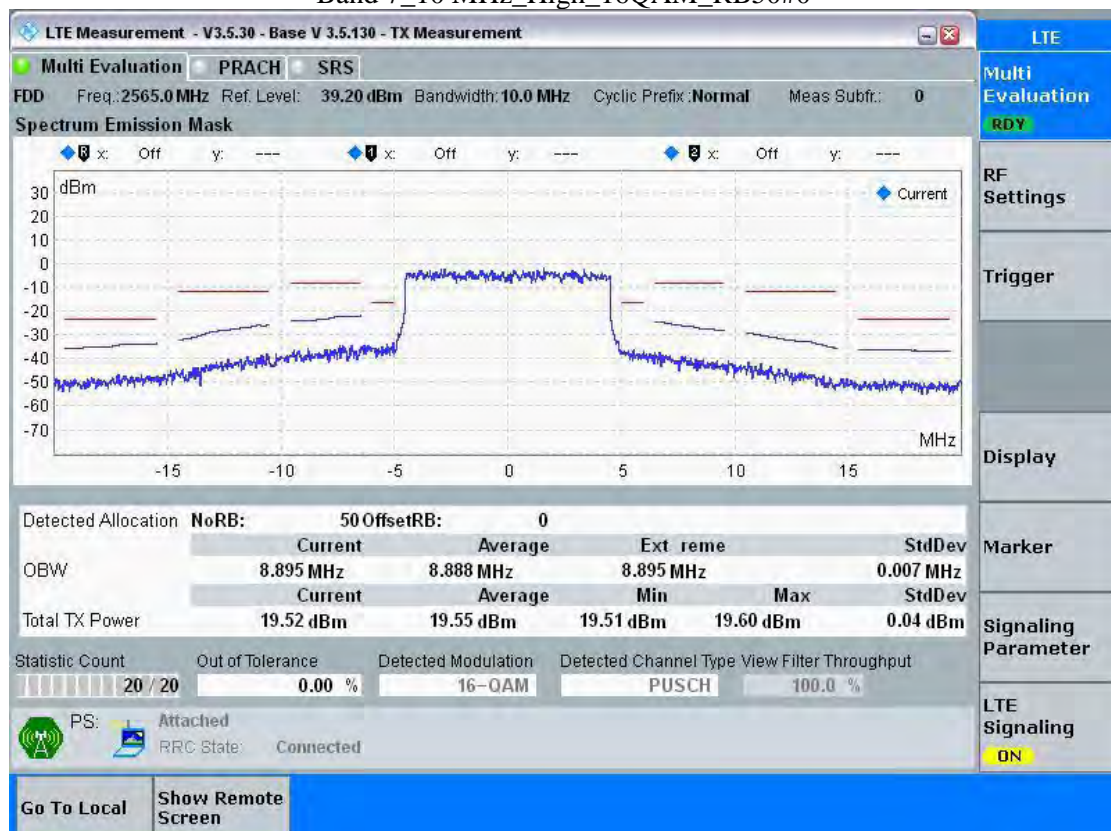 Band 7_10 MHz_High_16QAM_RB50#0
LTE Measurement - V3.5.30 - Base V 3.5.130 - TX Measurement
LTE
Multi Evaluation PRACH SRS
Multi Evaluation
RDY
FDD Freq.:2565.0 MHz Ref. Level: 39.20 dBm Bandwidth: 10.0 MHz Cyclic Prefix :Normal Meas Subfr.: 0
Spectrum Emission Mask
R x: Off y: --- 1 x: Off y: --- 2 x: Off y: ---
dBm
Current
30
20
10
0
-10
-20
-30
-40
-50
-60
-70
MHz
-15 -10 -5 0 5 10 15
RF Settings
Trigger
Display
Marker
Signaling Parameter
LTE Signaling
ON
Detected Allocation NoRB: 50 OffsetRB: 0
Current Average Ext reme StdDev
OBW 8.895 MHz 8.888 MHz 8.895 MHz 0.007 MHz
Current Average Min Max StdDev
Total TX Power 19.52 dBm 19.55 dBm 19.51 dBm 19.60 dBm 0.04 dBm
Statistic Count Out of Tolerance Detected Modulation Detected Channel Type View Filter Throughput
20 / 20 0.00 % 16-QAM PUSCH 100.0 %
PS: Attached
RRC State: Connected
Go To Local
Show Remote Screen